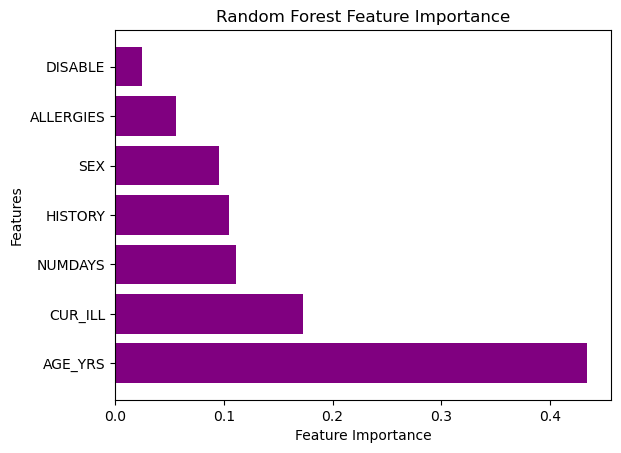 Random Forest Feature Importance
DISABLE
ALLERGIES
SEX
HISTORY
NUMDAYS
CUR_ILL
AGE_YRS
Features
0.0 0.1 0.2 0.3 0.4
Feature Importance